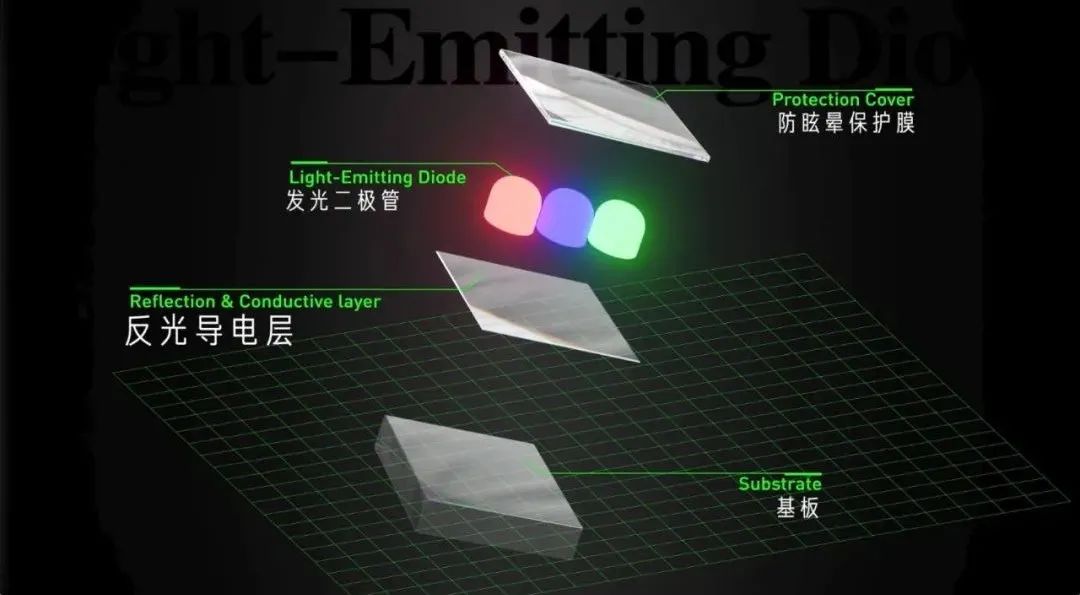 ight-Emitting Dio
Protection Cover
防眩晕保护膜
Light-Emitting Diode
发光二极管
Reflection & Conductive layer
反光导电层
Substrate
基板